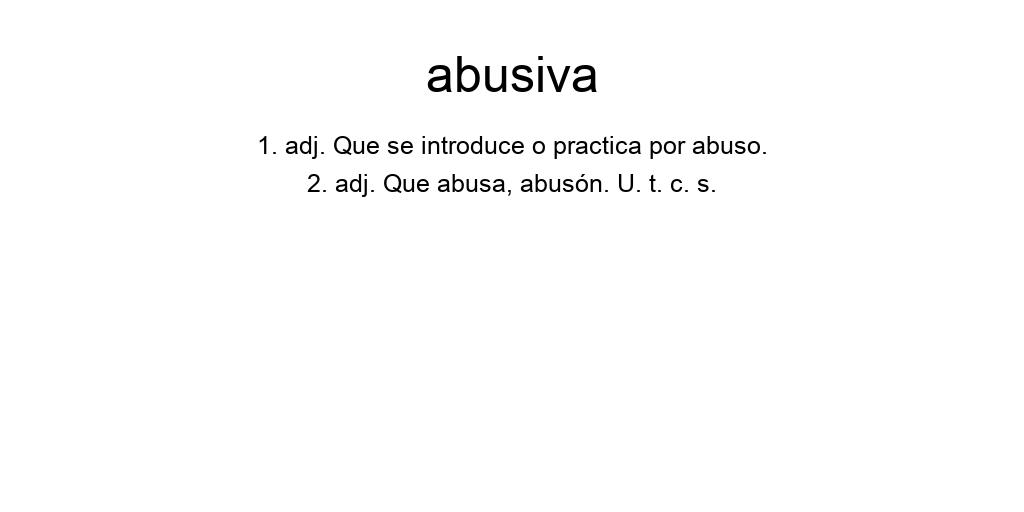 abusiva
1. adj. Que se introduce o practica por abuso.
2. adj. Que abusa, abusón. U. t. c. s.